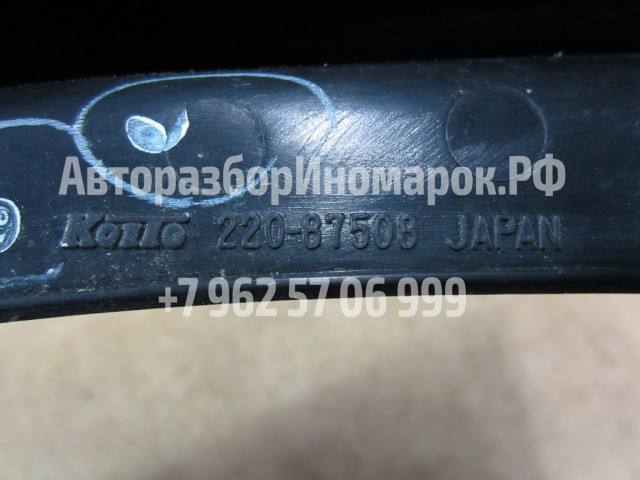 АвторазборИномарок.РФ
KOITO 220-87508 JAPAN
+7 962 57 06 999